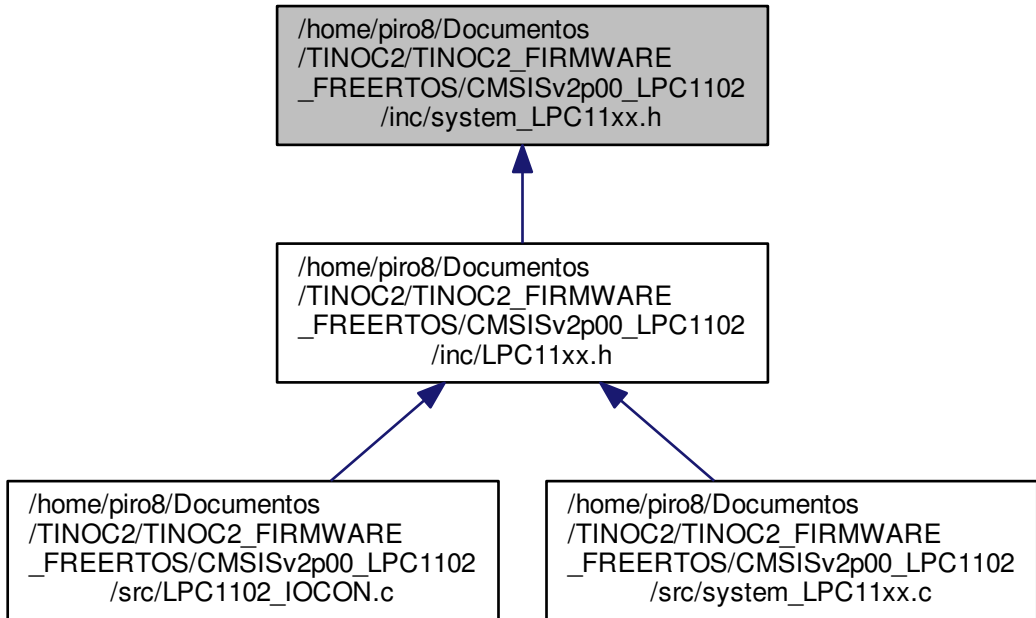 /home/piro8/Documentos
/TINOC2/TINOC2_FIRMWARE
_FREERTOS/CMSISv2p00_LPC1102
/inc/system_LPC11xx.h
/home/piro8/Documentos
/TINOC2/TINOC2_FIRMWARE
_FREERTOS/CMSISv2p00_LPC1102
/inc/LPC11xx.h
/home/piro8/Documentos
/TINOC2/TINOC2_FIRMWARE
_FREERTOS/CMSISv2p00_LPC1102
/src/LPC1102_IOCON.c
/home/piro8/Documentos
/TINOC2/TINOC2_FIRMWARE
_FREERTOS/CMSISv2p00_LPC1102
/src/system_LPC11xx.c